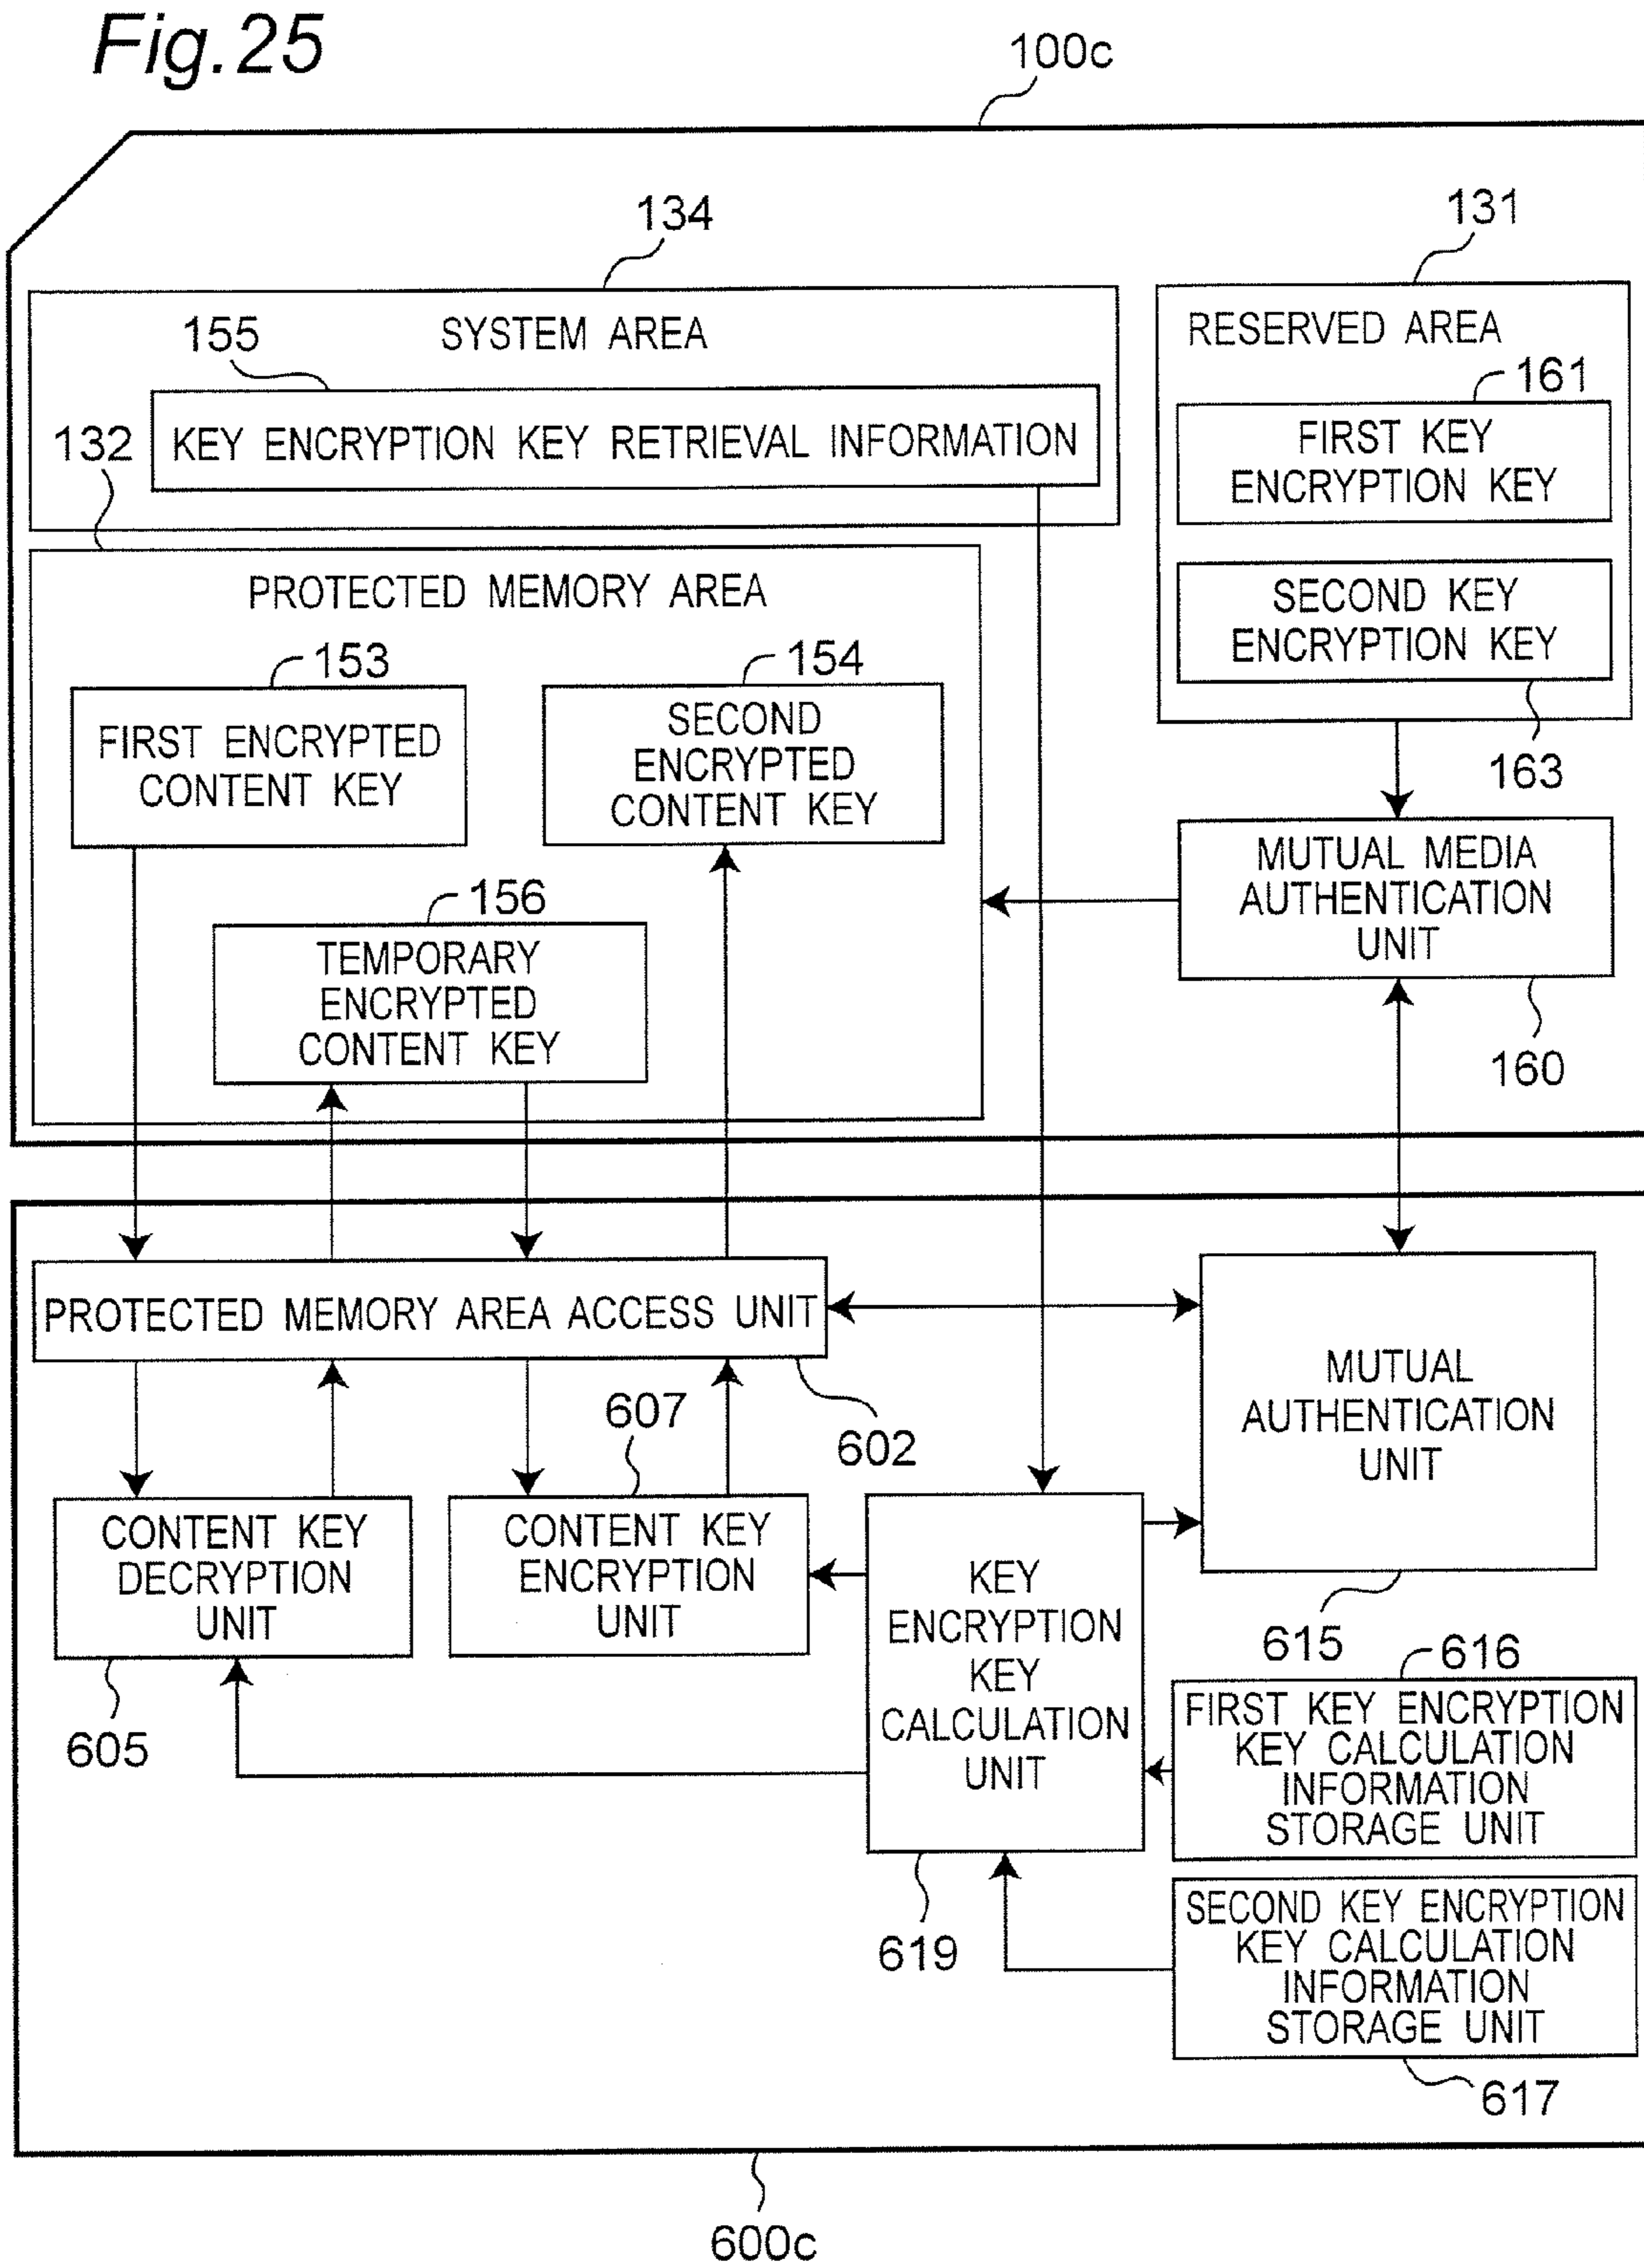 Fig.25
100c
134
131
155
SYSTEM AREA
RESERVED AREA
161
132
KEY ENCRYPTION KEY RETRIEVAL INFORMATION
FIRST KEY
ENCRYPTION KEY
PROTECTED MEMORY AREA
SECOND KEY
ENCRYPTION KEY
153
154
FIRST ENCRYPTED
CONTENT KEY
SECOND
ENCRYPTED
CONTENT KEY
163
MUTUAL MEDIA
AUTHENTICATION
UNIT
156
TEMPORARY
ENCRYPTED
CONTENT KEY
160
PROTECTED MEMORY AREA ACCESS UNIT
MUTUAL
AUTHENTICATION
UNIT
607
602
CONTENT KEY
DECRYPTION
UNIT
CONTENT KEY
ENCRYPTION
UNIT
KEY
ENCRYPTION
KEY
CALCULATION
UNIT
615
616
605
FIRST KEY ENCRYPTION
KEY CALCULATION
INFORMATION
STORAGE UNIT
619
SECOND KEY ENCRYPTION
KEY CALCULATION
INFORMATION
STORAGE UNIT
617
600c